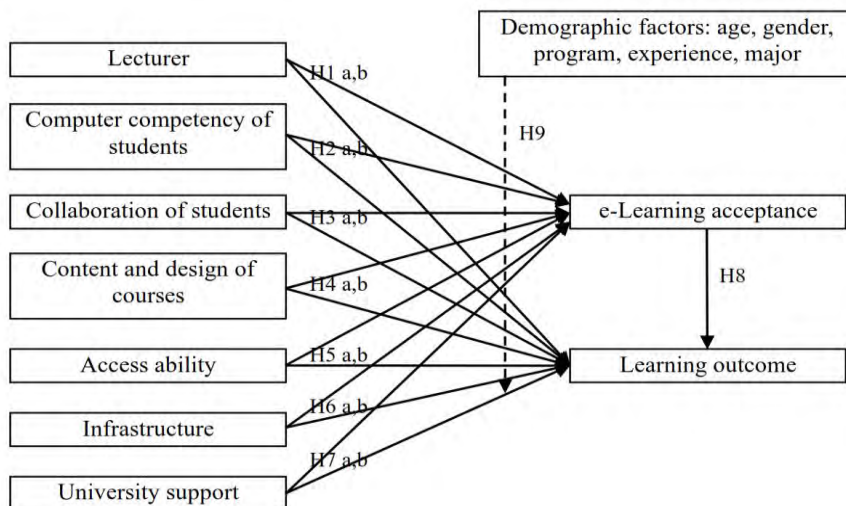 Demographic factors: age, gender,
program, experience, major
Lecturer
H1 a,b
Computer competency of
students
H2 a,b
H9
Collaboration of students
H3 a,b
e-Learning acceptance
Content and design of
courses
H4 a,b
H8
Access ability
H5 a,b
Learning outcome
Infrastructure
H6 a,b
University support
H7 a,b